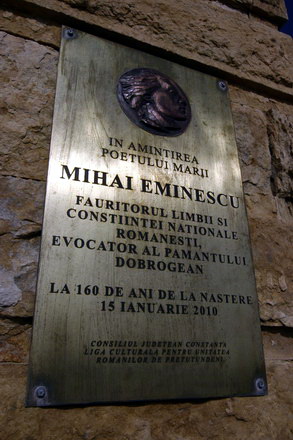 IN AMINTIREA
POETULUI MARII
MIHAI EMINESCU
FAURITORUL LIMBII SI
CONSTIINTEI NATIONALE
ROMANESTI,
EVOCATOR AL PAMANTULUI
DOBROGEAN
LA 160 DE ANI DE LA NASTERE
15 IANUARIE 2010
CONSILIUL JUDETEAN CONSTANTA
LIGA CULTURALA PENTRU UNITATEA
ROMANILOR DE PRETUTINDENI